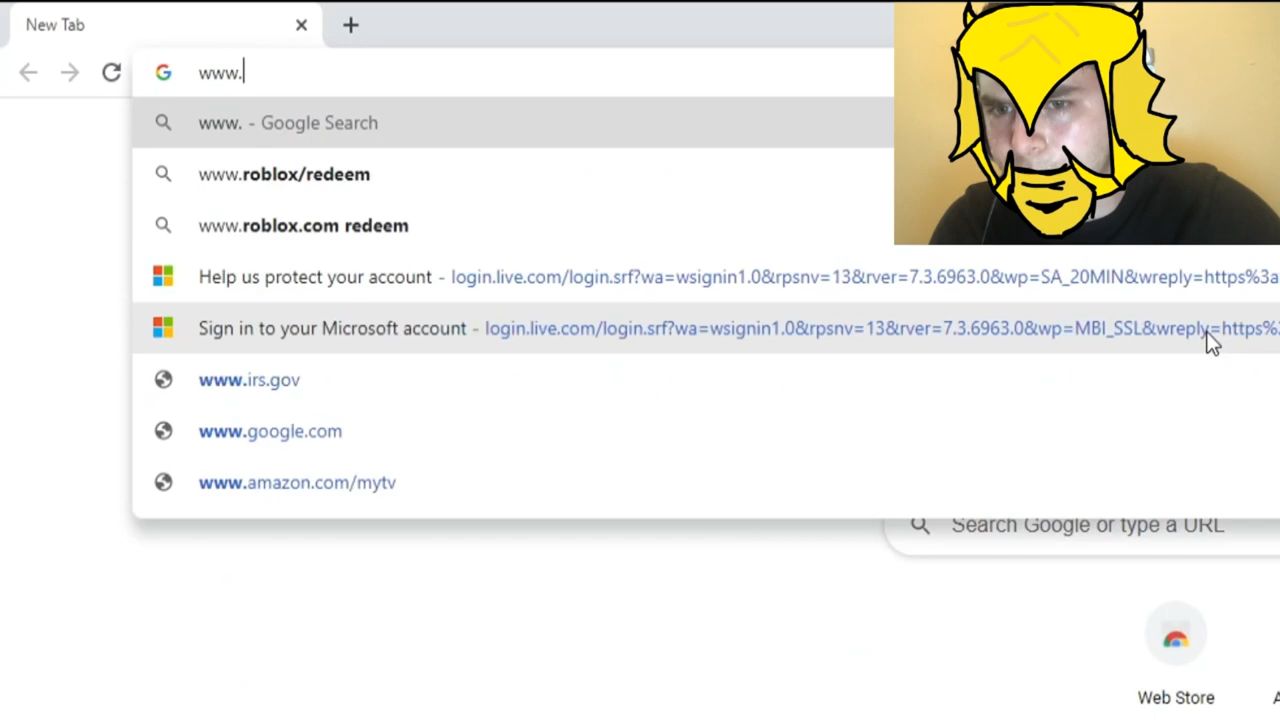 New Tab
www.
www. - Google Search
www.roblox/redeem
www.roblox.com redeem
Help us protect your account - login.live.com/login.srf?wa=wsignin1.0&rpsnv=13&rver=7.3.6963.0&wp=SA_20MIN&wreply=https%3a
Sign in to your Microsoft account - login.live.com/login.srf?wa=wsignin1.0&rpsnv=13&rver=7.3.6963.0&wp=MBI_SSL&wreply=https%3
www.irs.gov
www.google.com
www.amazon.com/mytv
Search Google or type a URL
Web Store